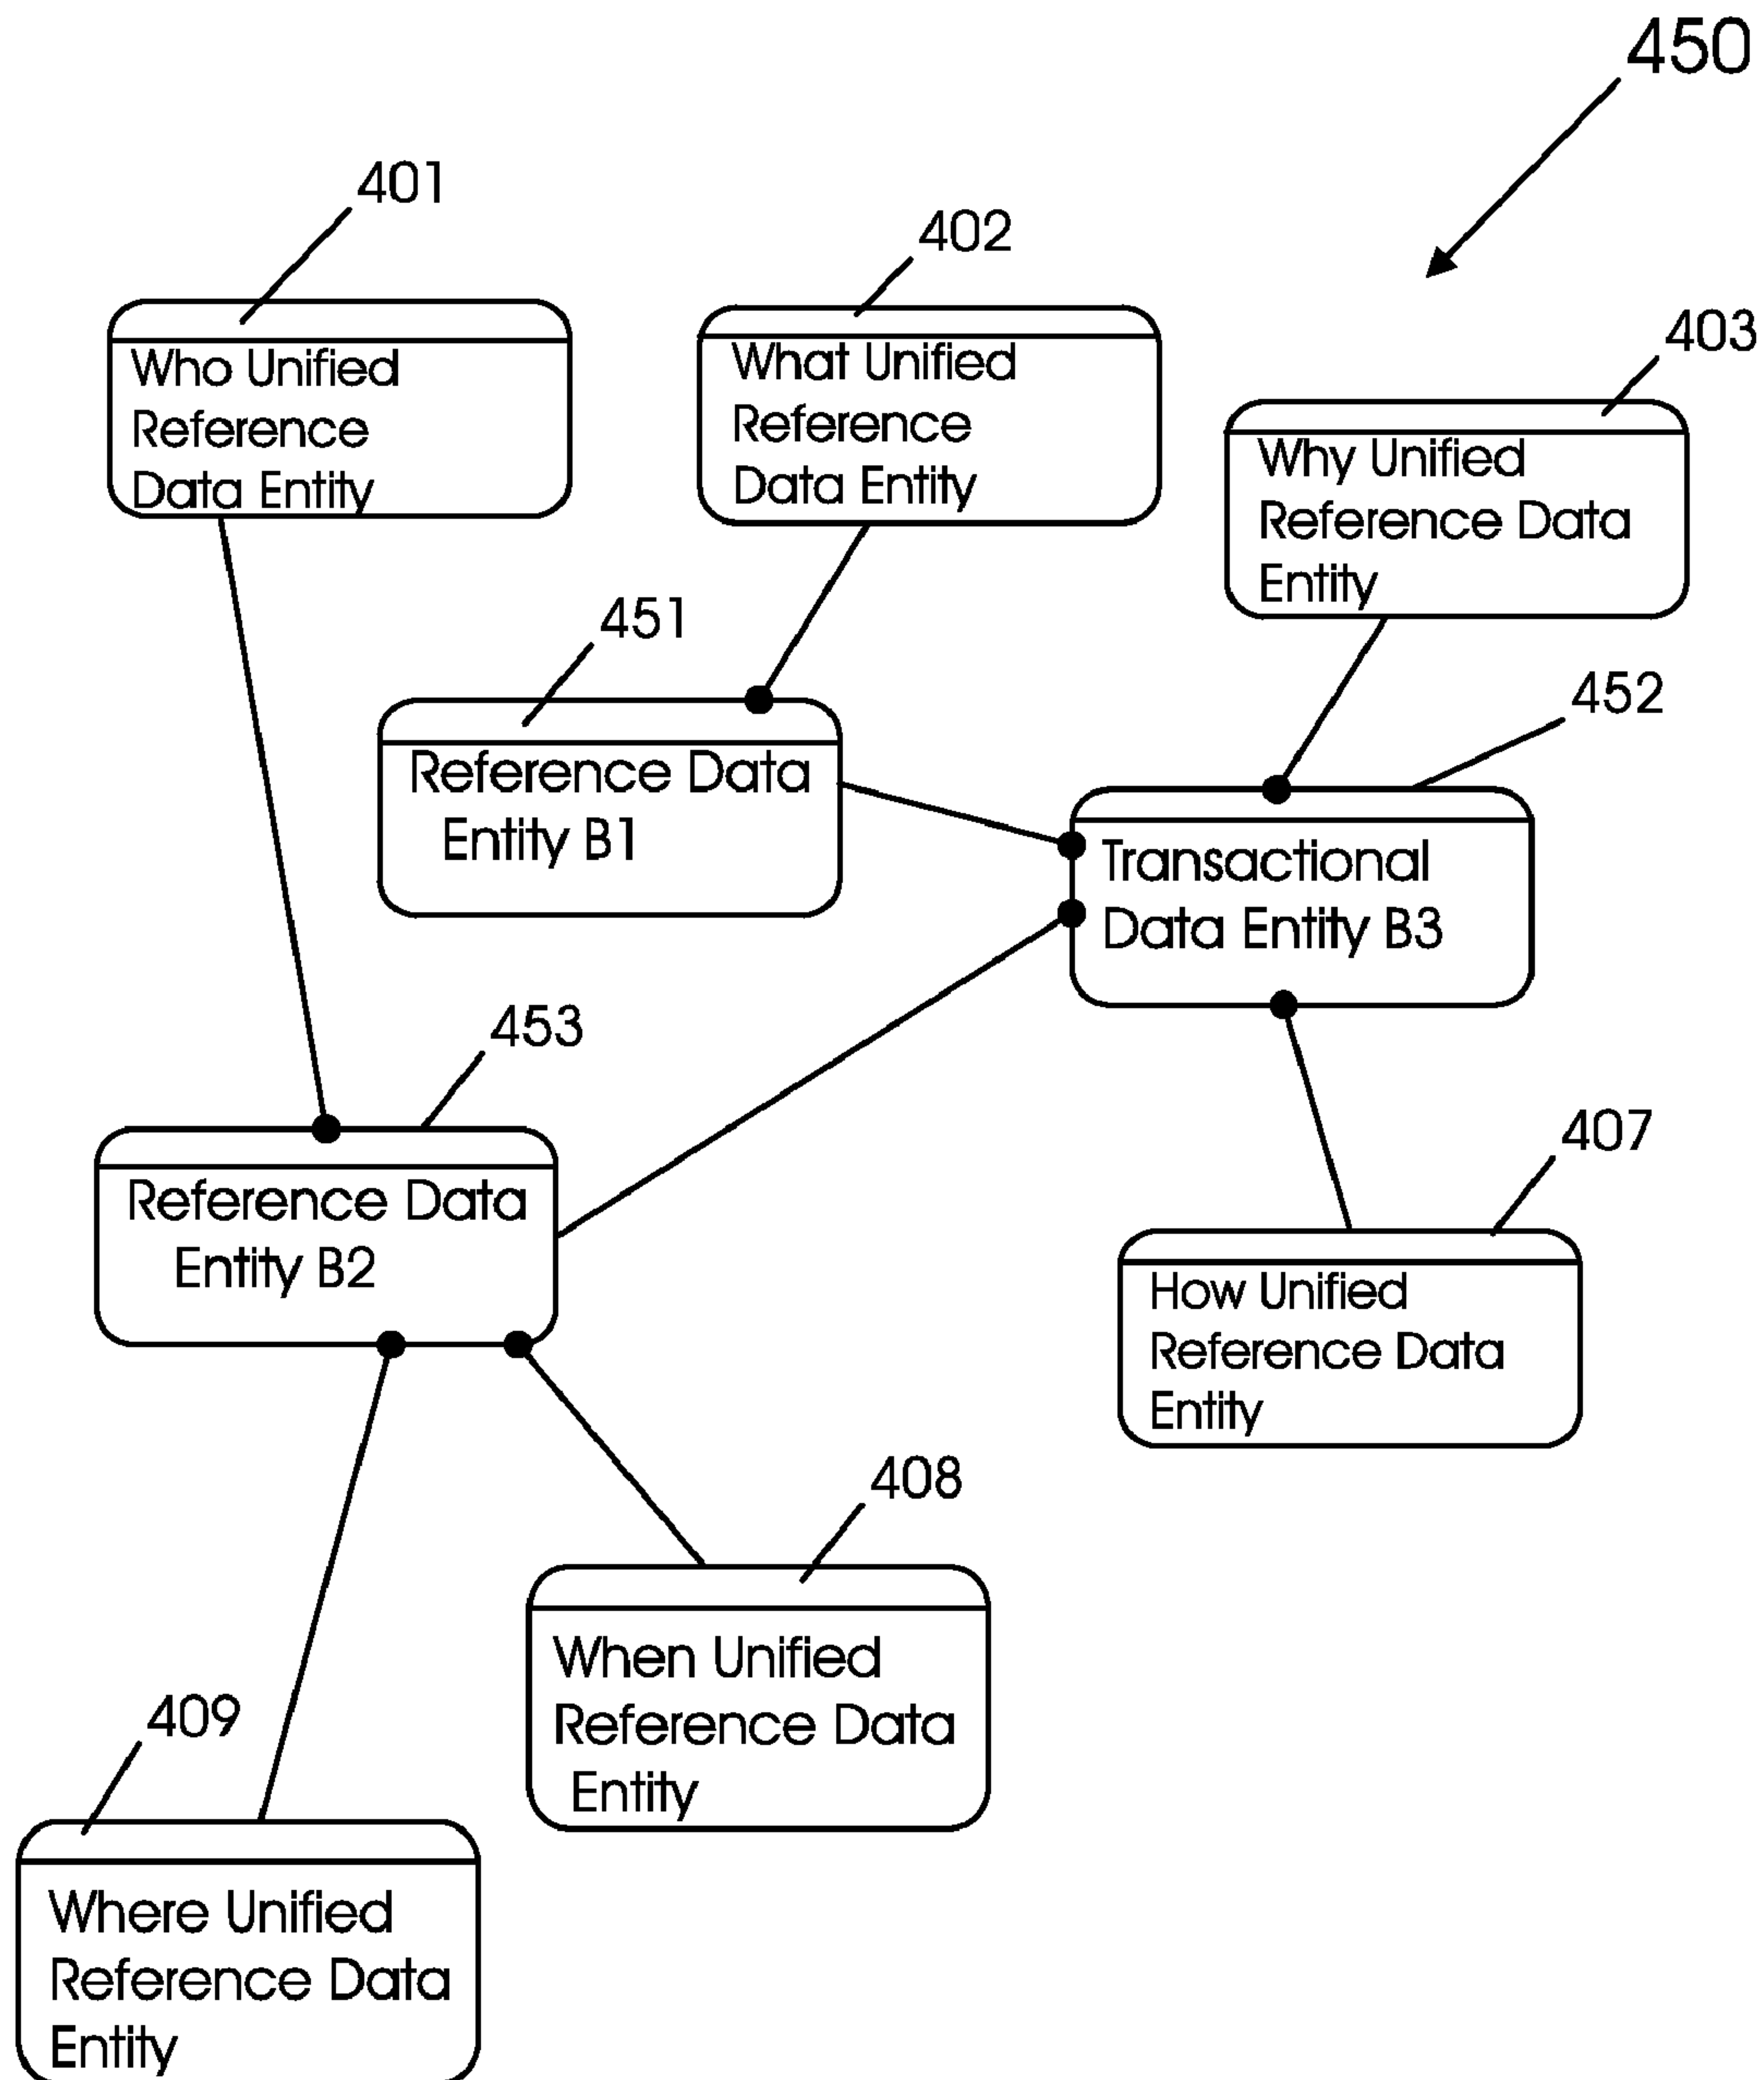 450
401
402
403
Who Unified
Reference
Data Entity
What Unified
Reference
Data Entity
Why Unified
Reference Data
Entity
451
452
Reference Data
Entity B1
Transactional
Data Entity B3
453
407
Reference Data
Entity B2
How Unified
Reference Data
Entity
408
When Unified
Reference Data
Entity
409
Where Unified
Reference Data
Entity